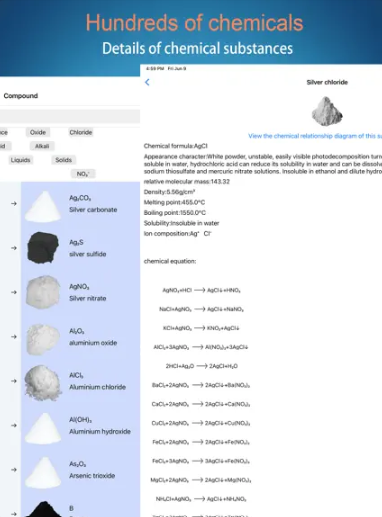 Hundreds of chemicals
Details of chemical substances
4:59 PM Fri Jun 9
Compound
Oxide
Chloride
Alkali
Liquids
Solids
NO₃⁻
Ag₂CO₃
Silver carbonate
Ag₂S
silver sulfide
AgNO₃
Silver nitrate
Al₂O₃
aluminium oxide
AlCl₃
Aluminium chloride
Al(OH)₃
Aluminium hydroxide
As₂O₃
Arsenic trioxide
B
Silver chloride
View the chemical relationship diagram of this su
Chemical formula:AgCl
Appearance character:White powder, unstable, easily visible photodecomposition turn
soluble in water, hydrochloric acid can reduce its solubility in water and can be dissolve
sodium thiosulfate and mercuric nitrate solutions. Insoluble in ethanol and dilute hydro
relative molecular mass:143.32
Density:5.56g/cm³
Melting point:455.0°C
Boiling point:1550.0°C
Solubility:Insoluble in water
Ion composition:Ag⁺ Cl⁻
chemical equation:
AgNO₃+HCl ⟶ AgCl↓+HNO₃
NaCl+AgNO₃ ⟶ AgCl↓+NaNO₃
KCl+AgNO₃ ⟶ KNO₃+AgCl↓
AlCl₃+3AgNO₃ ⟶ Al(NO₃)₃+3AgCl↓
2HCl+Ag₂O ⟶ 2AgCl+H₂O
BaCl₂+2AgNO₃ ⟶ 2AgCl↓+Ba(NO₃)₂
CaCl₂+2AgNO₃ ⟶ 2AgCl↓+Ca(NO₃)₂
CuCl₂+2AgNO₃ ⟶ 2AgCl↓+Cu(NO₃)₂
FeCl₂+2AgNO₃ ⟶ 2AgCl↓+Fe(NO₃)₂
FeCl₃+3AgNO₃ ⟶ 3AgCl↓+Fe(NO₃)₃
MgCl₂+2AgNO₃ ⟶ 2AgCl↓+Mg(NO₃)₂
NH₄Cl+AgNO₃ ⟶ AgCl↓+NH₄NO₃